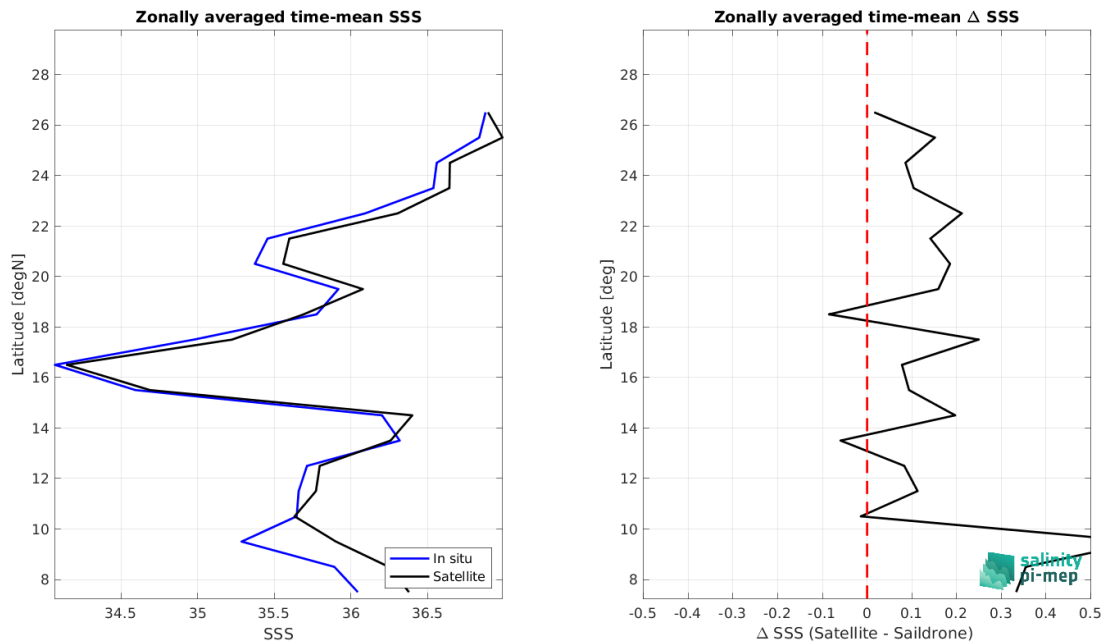 Zonally averaged time-mean SSS
28
26
24
22
20
18
16
14
12
10
8
Latitude [degN]
34.5 35 35.5 36 36.5
SSS
In situ
Satellite
Zonally averaged time-mean Δ SSS
28
26
24
22
20
18
16
14
12
10
8
Latitude [deg]
-0.5 -0.4 -0.3 -0.2 -0.1 0 0.1 0.2 0.3 0.4 0.5
Δ SSS (Satellite - Saildrone)
salinity
pi-mep